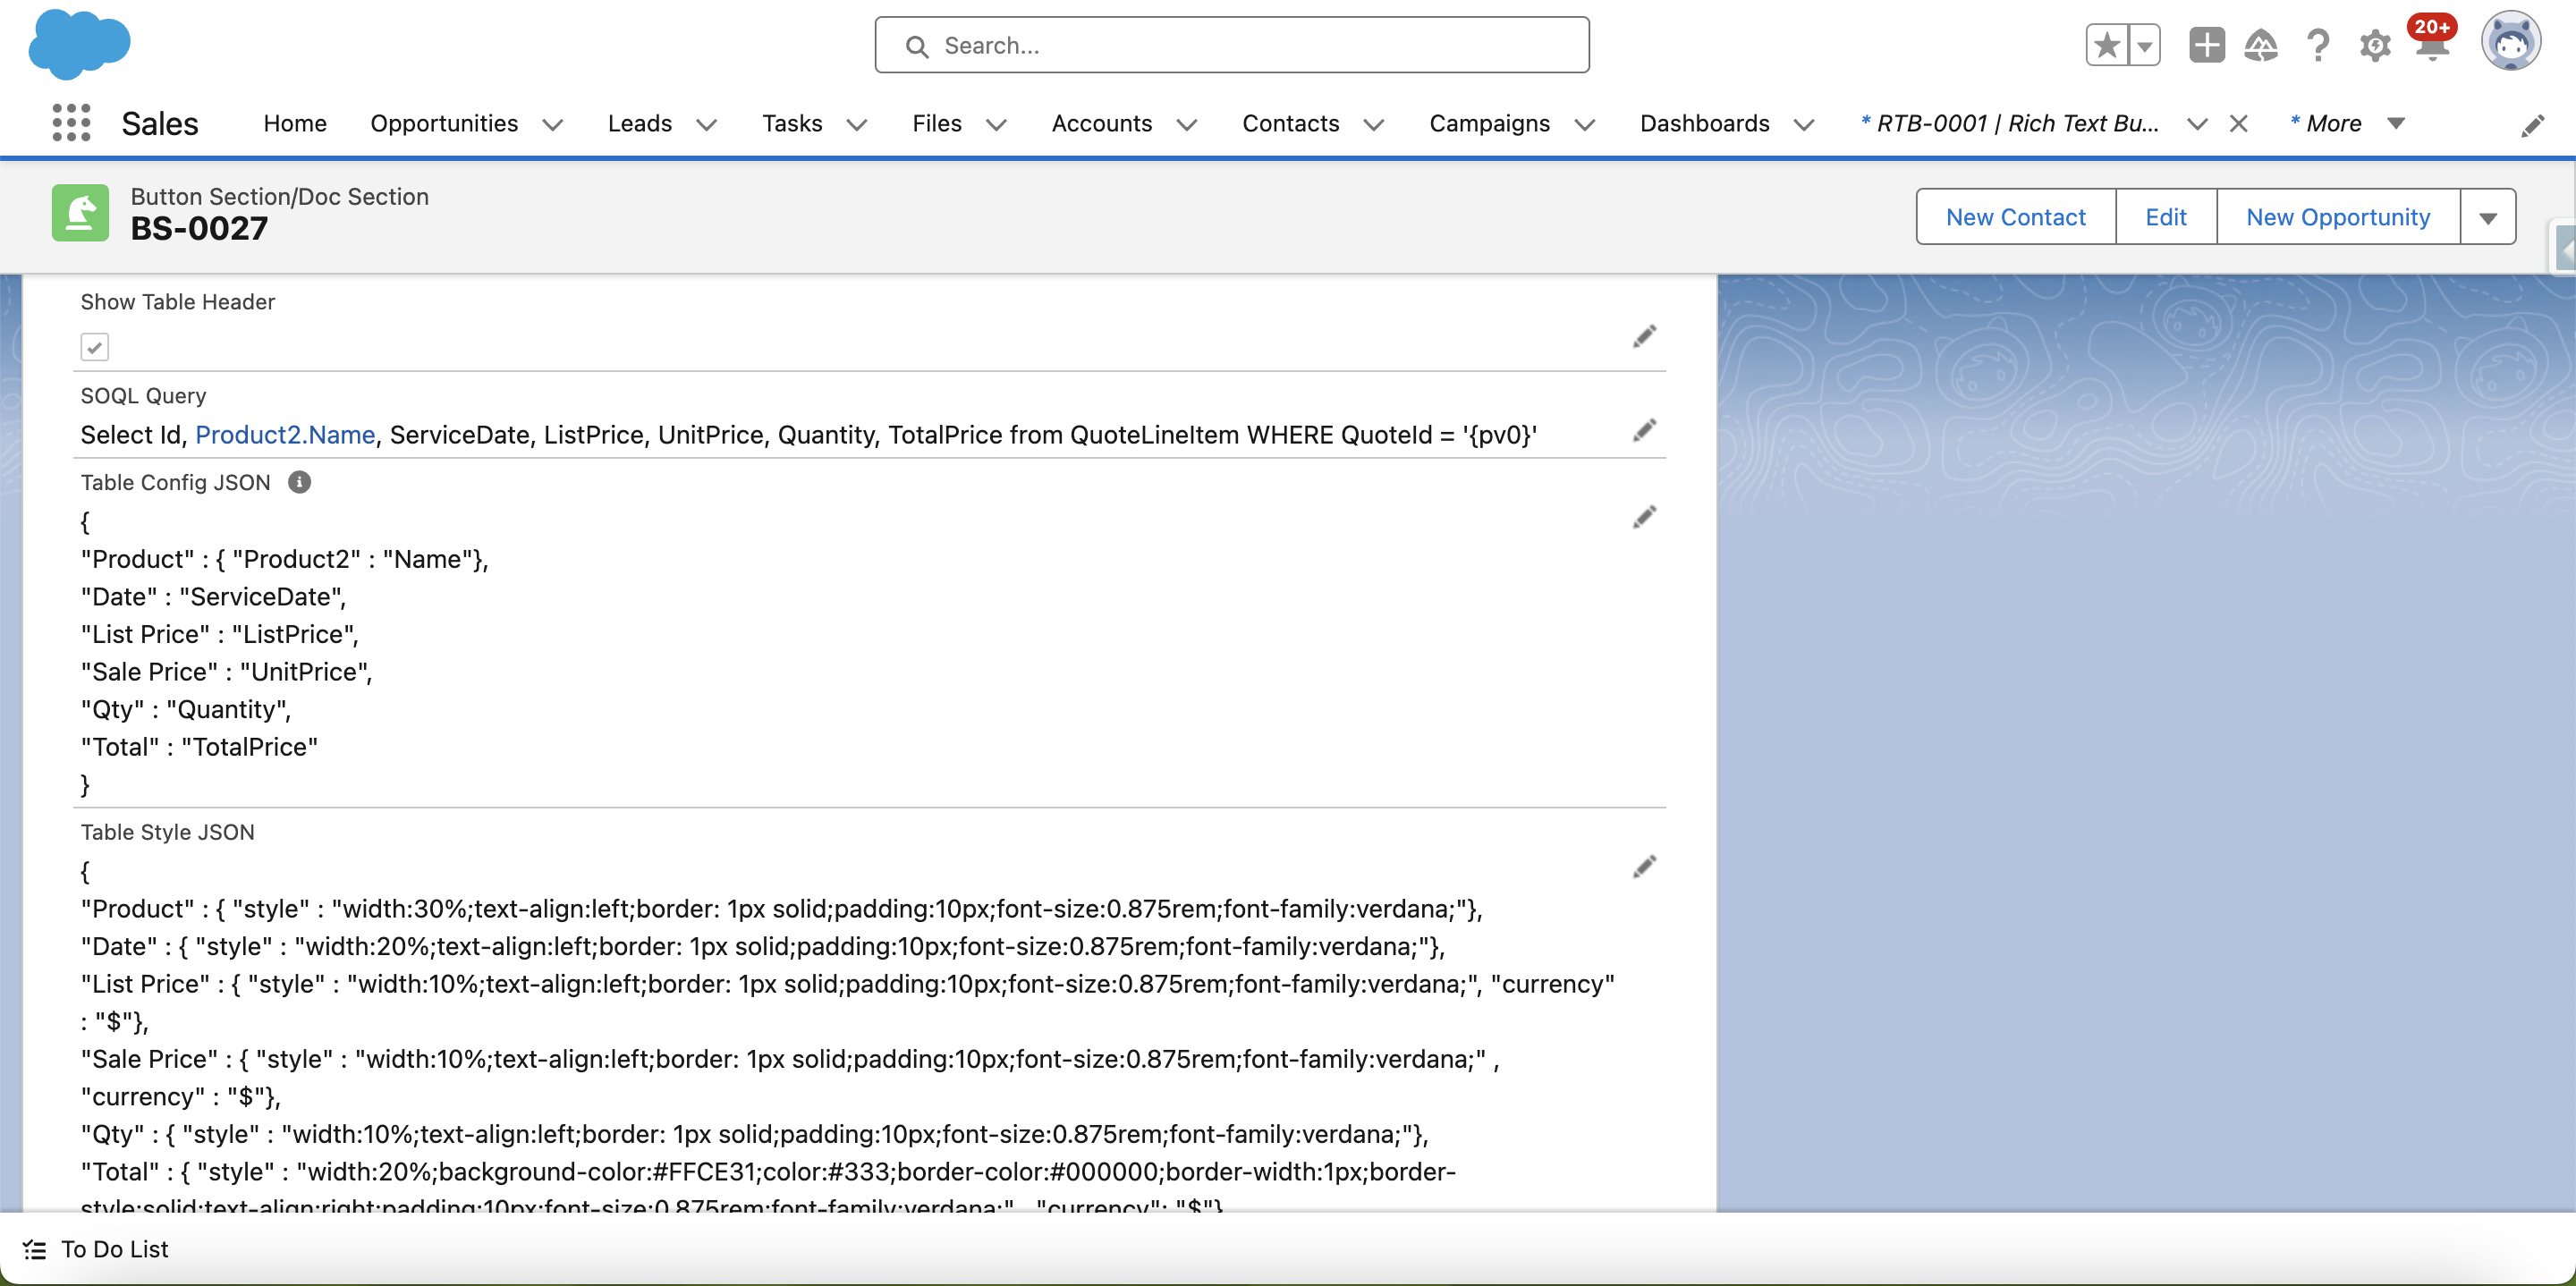 Search...
20+
Sales Home Opportunities Leads Tasks Files Accounts Contacts Campaigns Dashboards * RTB-0001 | Rich Text Bu... * More
Button Section/Doc Section
BS-0027
New Contact Edit New Opportunity
Show Table Header
SOQL Query
Select Id, Product2.Name, ServiceDate, ListPrice, UnitPrice, Quantity, TotalPrice from QuoteLineItem WHERE QuoteId = '{pv0}'
Table Config JSON
{
"Product" : { "Product2" : "Name"},
"Date" : "ServiceDate",
"List Price" : "ListPrice",
"Sale Price" : "UnitPrice",
"Qty" : "Quantity",
"Total" : "TotalPrice"
}
Table Style JSON
{
"Product" : { "style" : "width:30%;text-align:left;border: 1px solid;padding:10px;font-size:0.875rem;font-family:verdana;"},
"Date" : { "style" : "width:20%;text-align:left;border: 1px solid;padding:10px;font-size:0.875rem;font-family:verdana;"},
"List Price" : { "style" : "width:10%;text-align:left;border: 1px solid;padding:10px;font-size:0.875rem;font-family:verdana;", "currency"
: "$"},
"Sale Price" : { "style" : "width:10%;text-align:left;border: 1px solid;padding:10px;font-size:0.875rem;font-family:verdana;" ,
"currency" : "$"},
"Qty" : { "style" : "width:10%;text-align:left;border: 1px solid;padding:10px;font-size:0.875rem;font-family:verdana;"},
"Total" : { "style" : "width:20%;background-color:#FFCE31;color:#333;border-color:#000000;border-width:1px;border-
style:solid;text-align:right;padding:10px;font-size:0.875rem;font-family:verdana;" , "currency": "$"}
To Do List